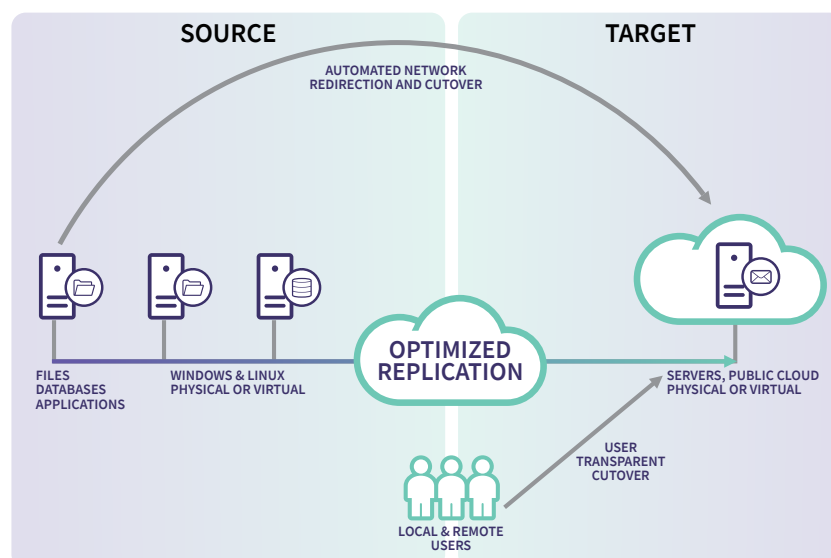 SOURCE
TARGET
AUTOMATED NETWORK
REDIRECTION AND CUTOVER
OPTIMIZED
REPLICATION
FILES
DATABASES
APPLICATIONS
WINDOWS & LINUX
PHYSICAL OR VIRTUAL
SERVERS, PUBLIC CLOUD
PHYSICAL OR VIRTUAL
USER
TRANSPARENT
CUTOVER
LOCAL & REMOTE
USERS